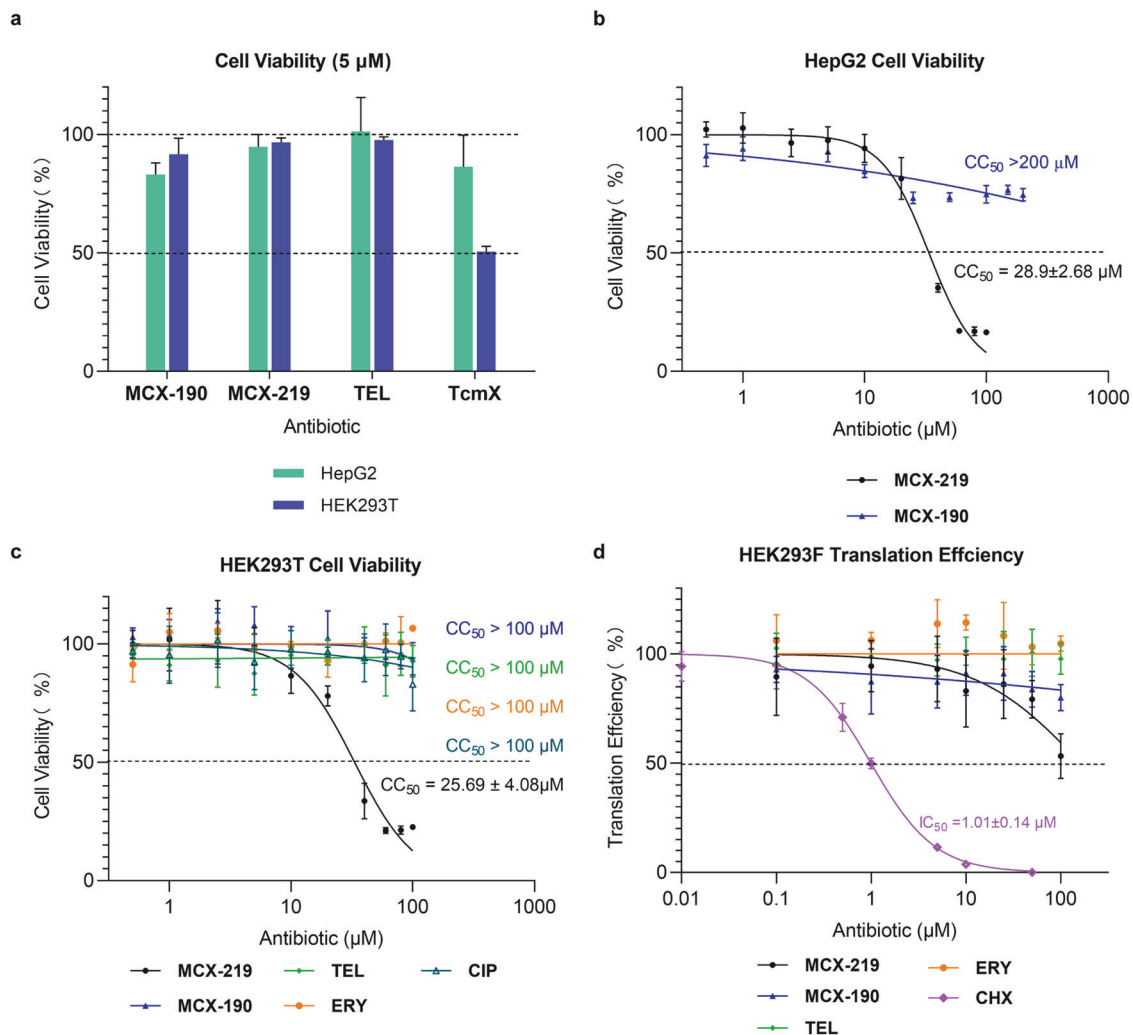 a
Cell Viability (5 µM)
Cell Viability ( %)
100
50
0
MCX-190 MCX-219 TEL TcmX
Antibiotic
HepG2
HEK293T
b
HepG2 Cell Viability
Cell Viability ( %)
100
50
0
CC50 >200 µM
CC50 = 28.9±2.68 µM
1 10 100 1000
Antibiotic (µM)
MCX-219
MCX-190
c
HEK293T Cell Viability
Cell Viability ( %)
100
50
0
CC50 > 100 µM
CC50 > 100 µM
CC50 > 100 µM
CC50 > 100 µM
CC50 = 25.69 ± 4.08µM
1 10 100 1000
Antibiotic (µM)
MCX-219 TEL CIP
MCX-190 ERY
d
HEK293F Translation Effciency
Translation Effciency ( %)
100
50
0
IC50 =1.01±0.14 µM
0.01 0.1 1 10 100
Antibiotic (µM)
MCX-219 ERY
MCX-190 CHX
TEL